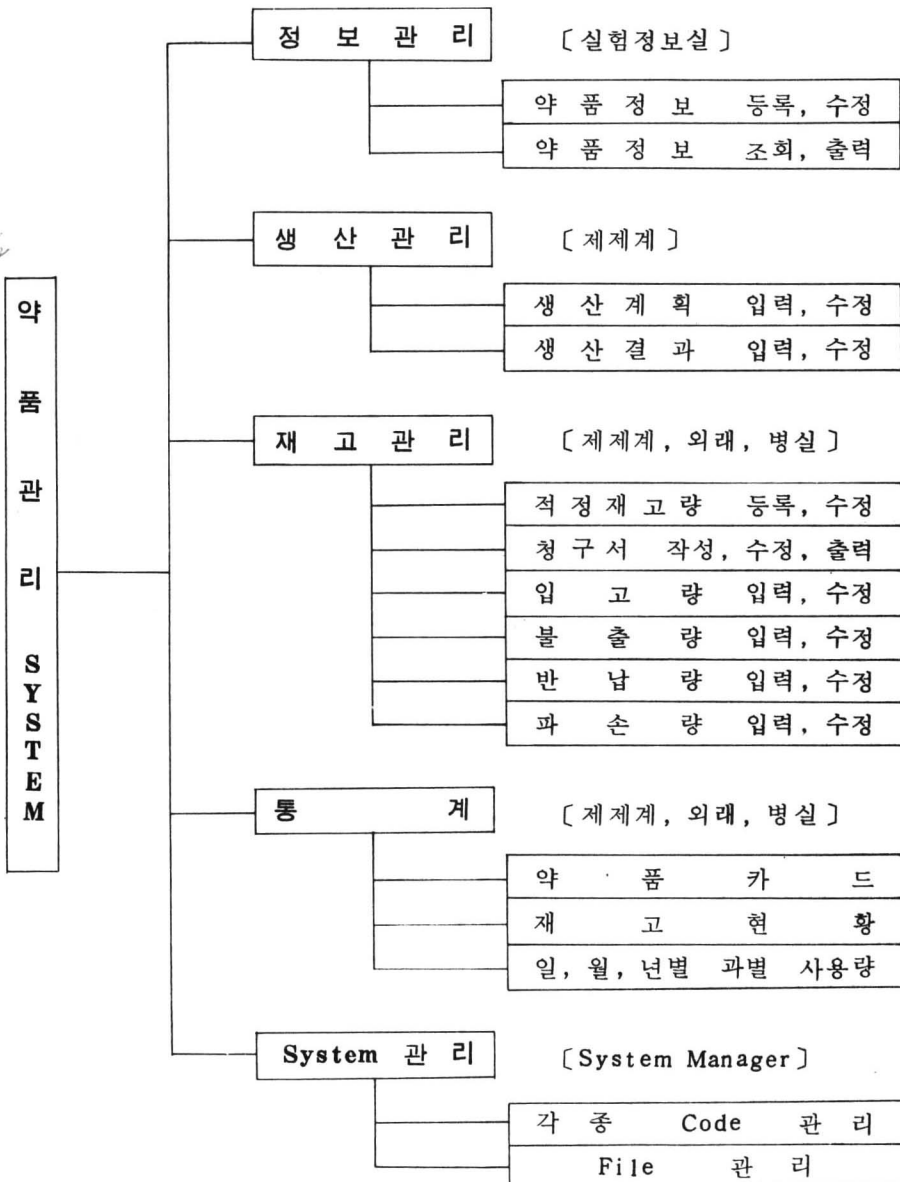 약품관리 SYSTEM
정보관리 〔실험정보실〕
약품정보 등록, 수정
약품정보 조회, 출력
생산관리 〔제제계〕
생산계획 입력, 수정
생산결과 입력, 수정
재고관리 〔제제계, 외래, 병실〕
적정재고량 등록, 수정
청구서 작성, 수정, 출력
입고량 입력, 수정
불출량 입력, 수정
반납량 입력, 수정
파손량 입력, 수정
통계 〔제제계, 외래, 병실〕
약품카드
재고현황
일, 월, 년별 과별 사용량
System 관리 〔System Manager〕
각종 Code 관리
File 관리